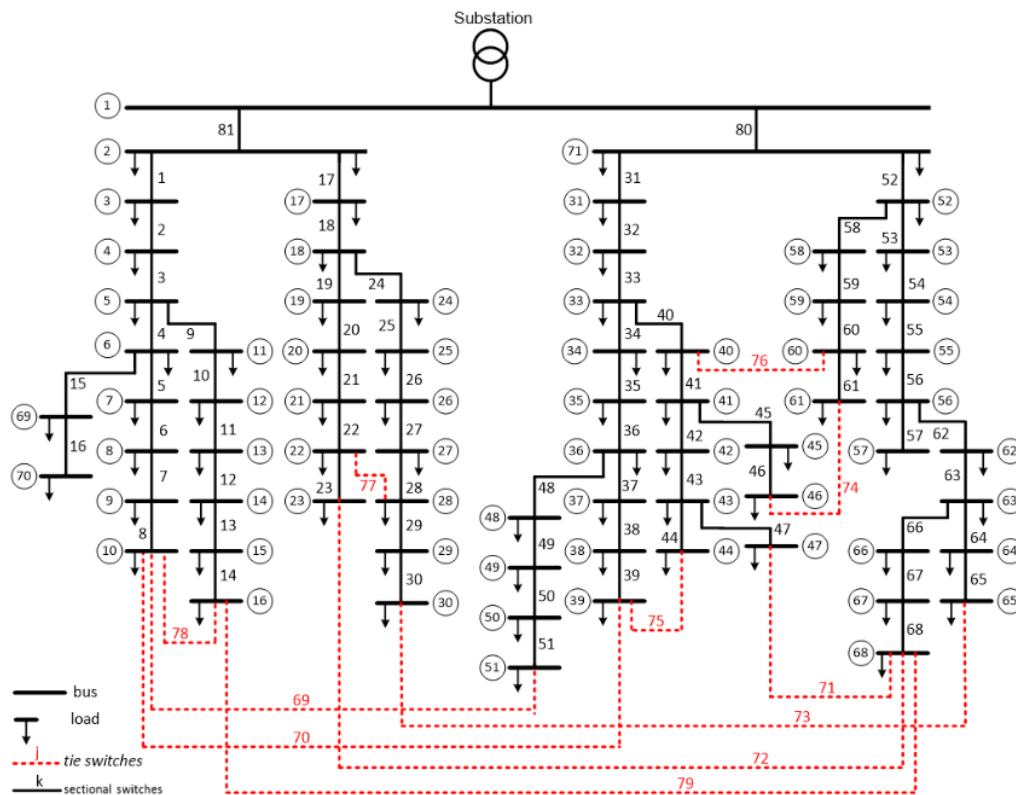 Substation
1
81 80
2 71
1 17 31 52
3 17 31 52
2 18 32 58 53
4 18 32 58 53
3 19 24 33 59 54
5 19 24 33 59 54
4 9 20 25 34 40 60 55
6 11 20 25 34 40 76 60 55
15 5 10 21 26 35 41 61 56
7 12 21 26 35 41 45 61 56
69 6 11 22 27 36 42 57 62
16 8 13 22 27 36 42 45 57 62
70 7 12 23 77 28 48 37 43 46 74 63
9 14 23 28 48 37 43 46 66 63
8 13 29 49 38 44 47 64
10 15 29 49 38 44 47 66 64
14 30 50 39 67 65
16 30 50 39 67 65
78 51 75 68
51 68
bus
69 71
load
73
70
j
tie switches
72
k
sectional switches
79